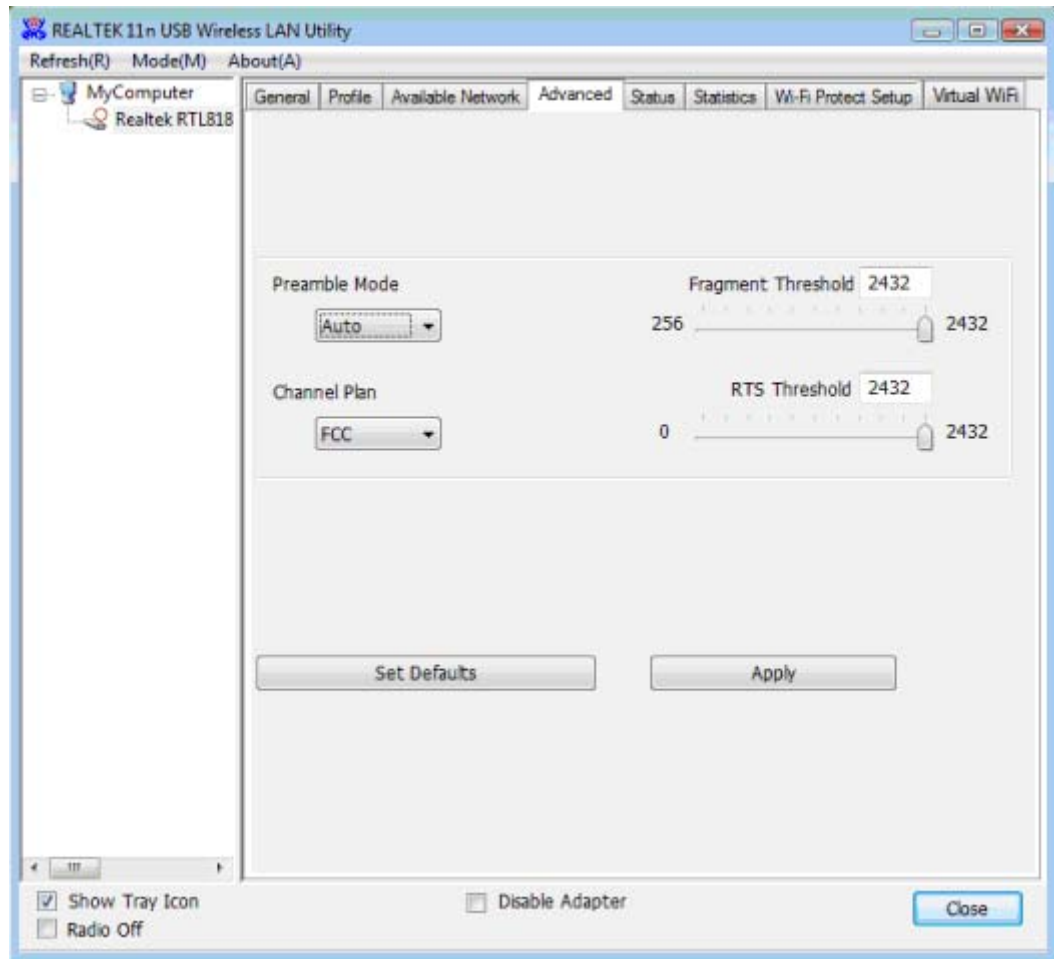 REALTEK 11n USB Wireless LAN Utility
Refresh(R) Mode(M) About(A)
MyComputer
Realtek RTL818
General Profile Available Network Advanced Status Statistics Wi-Fi Protect Setup Virtual WiFi
Preamble Mode
Auto
Fragment Threshold 2432
256 2432
Channel Plan
FCC
RTS Threshold 2432
0 2432
Set Defaults Apply
Show Tray Icon
Radio Off
Disable Adapter
Close